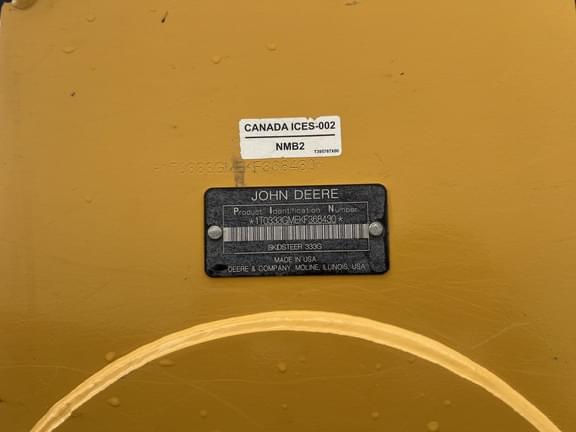 CANADA ICES-002
NMB2
JOHN DEERE
Product Identification Number
*1T0333GMEKF368430*
SKIDSTEER 333G
MADE IN USA
DEERE & COMPANY, MOLINE, ILLINOIS, USA